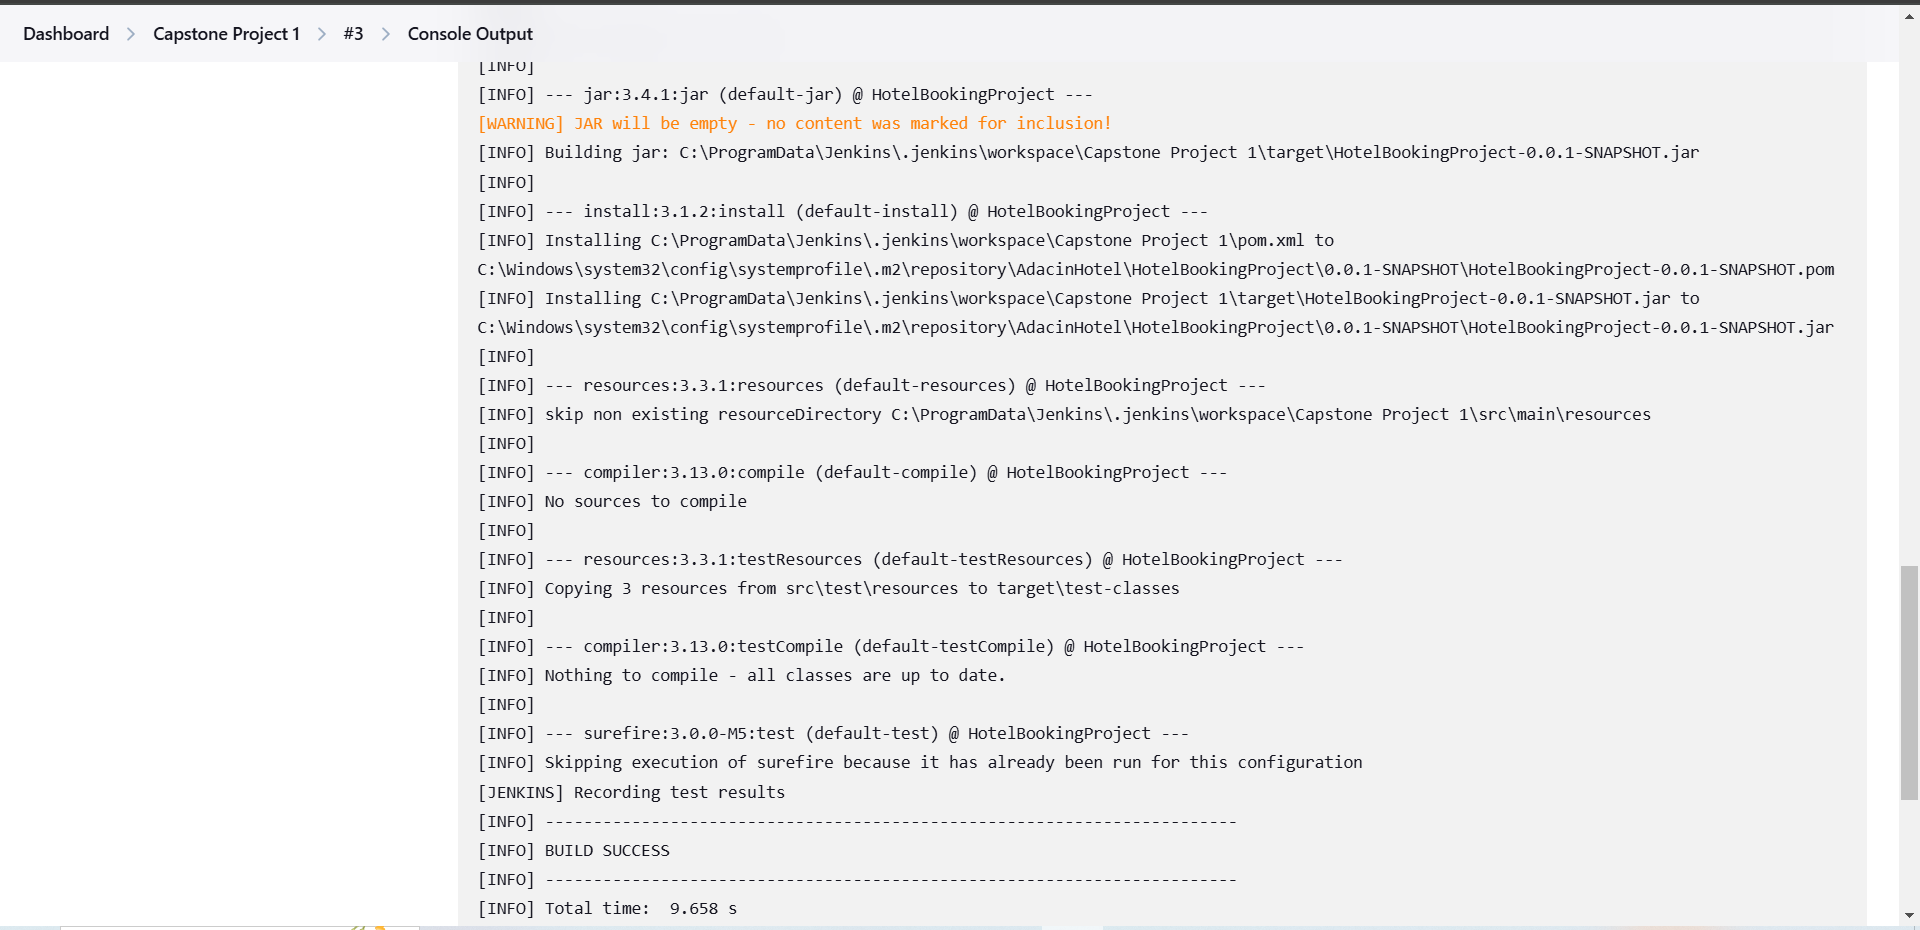 Dashboard > Capstone Project 1 > #3 > Console Output
[INFO]
[INFO] --- jar:3.4.1:jar (default-jar) @ HotelBookingProject ---
[WARNING] JAR will be empty - no content was marked for inclusion!
[INFO] Building jar: C:\ProgramData\Jenkins\.jenkins\workspace\Capstone Project 1\target\HotelBookingProject-0.0.1-SNAPSHOT.jar
[INFO]
[INFO] --- install:3.1.2:install (default-install) @ HotelBookingProject ---
[INFO] Installing C:\ProgramData\Jenkins\.jenkins\workspace\Capstone Project 1\pom.xml to
C:\Windows\system32\config\systemprofile\.m2\repository\AdacinHotel\HotelBookingProject\0.0.1-SNAPSHOT\HotelBookingProject-0.0.1-SNAPSHOT.pom
[INFO] Installing C:\ProgramData\Jenkins\.jenkins\workspace\Capstone Project 1\target\HotelBookingProject-0.0.1-SNAPSHOT.jar to
C:\Windows\system32\config\systemprofile\.m2\repository\AdacinHotel\HotelBookingProject\0.0.1-SNAPSHOT\HotelBookingProject-0.0.1-SNAPSHOT.jar
[INFO]
[INFO] --- resources:3.3.1:resources (default-resources) @ HotelBookingProject ---
[INFO] skip non existing resourceDirectory C:\ProgramData\Jenkins\.jenkins\workspace\Capstone Project 1\src\main\resources
[INFO]
[INFO] --- compiler:3.13.0:compile (default-compile) @ HotelBookingProject ---
[INFO] No sources to compile
[INFO]
[INFO] --- resources:3.3.1:testResources (default-testResources) @ HotelBookingProject ---
[INFO] Copying 3 resources from src\test\resources to target\test-classes
[INFO]
[INFO] --- compiler:3.13.0:testCompile (default-testCompile) @ HotelBookingProject ---
[INFO] Nothing to compile - all classes are up to date.
[INFO]
[INFO] --- surefire:3.0.0-M5:test (default-test) @ HotelBookingProject ---
[INFO] Skipping execution of surefire because it has already been run for this configuration
[JENKINS] Recording test results
[INFO] ------------------------------------------------------------------------
[INFO] BUILD SUCCESS
[INFO] ------------------------------------------------------------------------
[INFO] Total time:  9.658 s